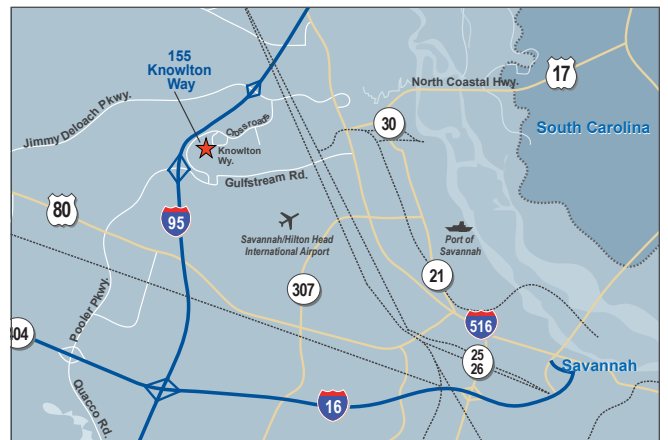 155
Knowlton
Way
North Coastal Hwy.
17
Jimmy Deloach Pkwy.
Crossroads
30
South Carolina
Knowlton
Wy.
Gulfstream Rd.
80
95
Savannah/Hilton Head
International Airport
Port of
Savannah
21
307
516
404
Pooler Pkwy.
25
26
Savannah
Quacco Rd
16